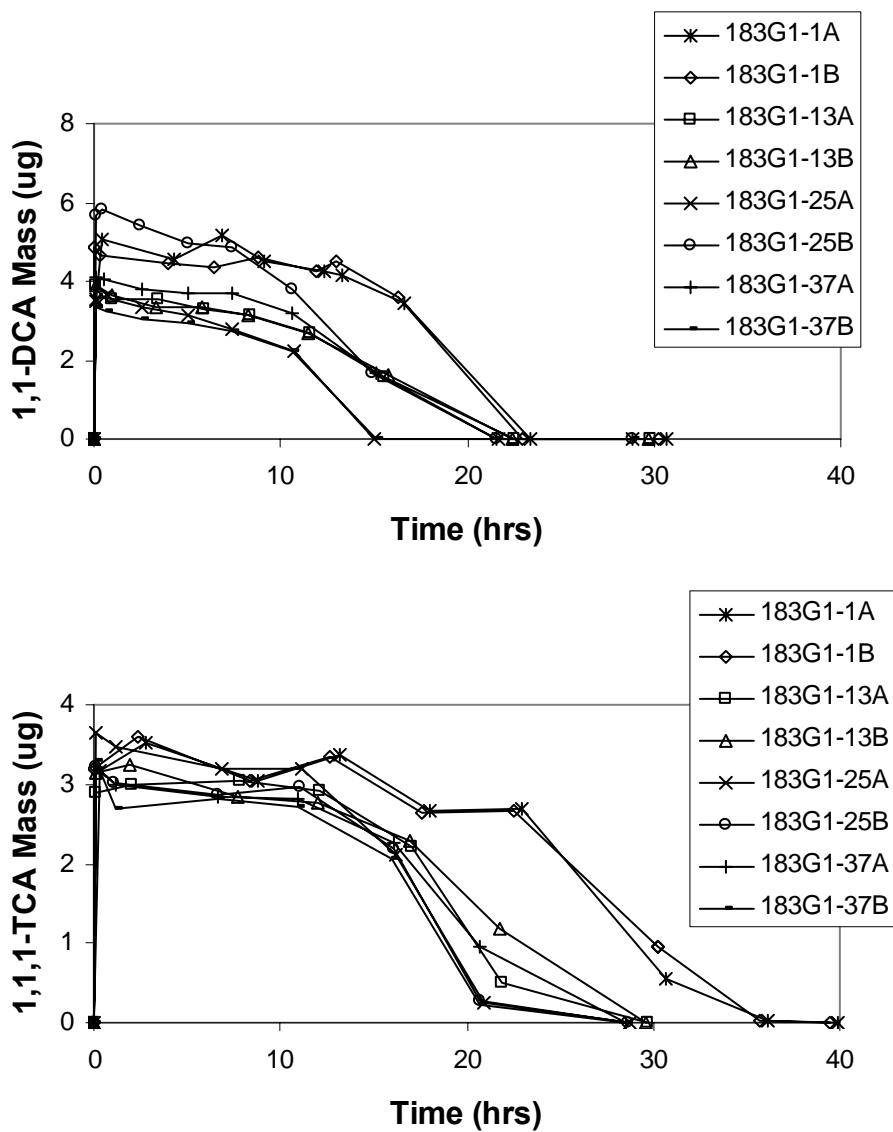 183G1-1A
183G1-1B
183G1-13A
183G1-13B
183G1-25A
183G1-25B
183G1-37A
183G1-37B
1,1-DCA Mass (ug)
8
6
4
2
0
0 10 20 30 40
Time (hrs)
183G1-1A
183G1-1B
183G1-13A
183G1-13B
183G1-25A
183G1-25B
183G1-37A
183G1-37B
1,1,1-TCA Mass (ug)
4
3
2
1
0
0 10 20 30 40
Time (hrs)